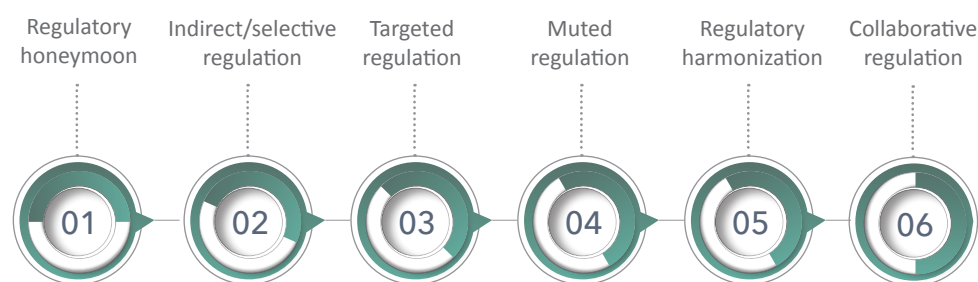 Regulatory
honeymoon
Indirect/selective
regulation
Targeted
regulation
Muted
regulation
Regulatory
harmonization
Collaborative
regulation
01
02
03
04
05
06